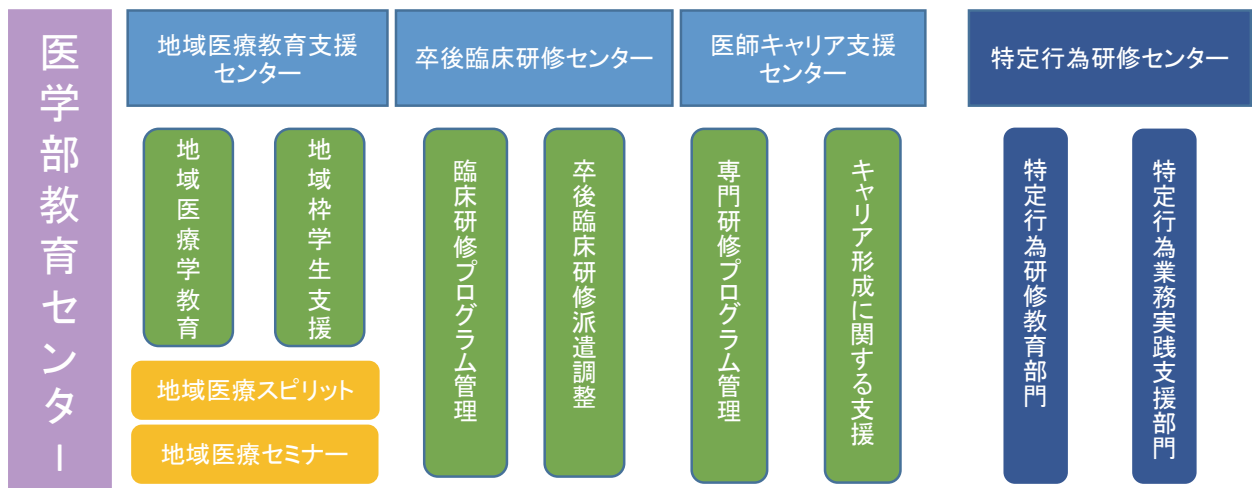 医学部教育センター
地域医療教育支援
センター
地域医療学教育
地域枠学生支援
地域医療スピリット
地域医療セミナー
卒後臨床研修センター
臨床研修プログラム管理
卒後臨床研修派遣調整
医師キャリア支援
センター
専門研修プログラム管理
キャリア形成に関する支援
特定行為研修センター
特定行為研修教育部門
特定行為業務実践支援部門